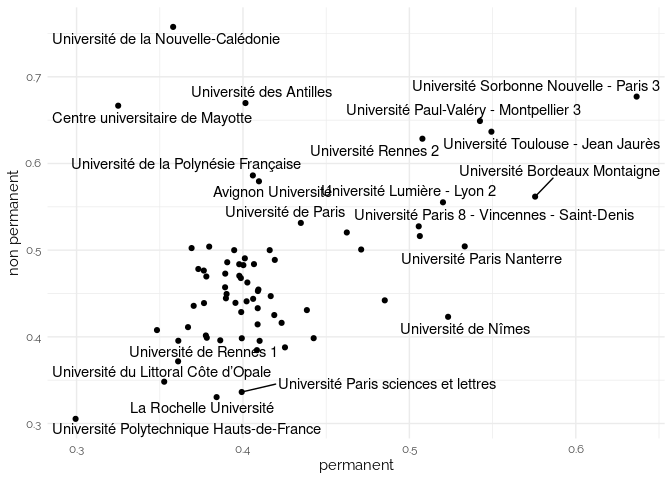 Université de la Nouvelle-Calédonie
0.7
Université des Antilles
Université Sorbonne Nouvelle - Paris 3
Centre universitaire de Mayotte
Université Paul-Valéry - Montpellier 3
Université Rennes 2
Université Toulouse - Jean Jaurès
0.6
Université de la Polynésie Française
Université Bordeaux Montaigne
Avignon Université
Université Lumière - Lyon 2
Université de Paris
Université Paris 8 - Vincennes - Saint-Denis
non permanent
0.5
Université Paris Nanterre
Université de Nîmes
0.4
Université de Rennes 1
Université du Littoral Côte d'Opale
Université Paris sciences et lettres
La Rochelle Université
0.3
Université Polytechnique Hauts-de-France
0.3
0.4
0.5
0.6
permanent